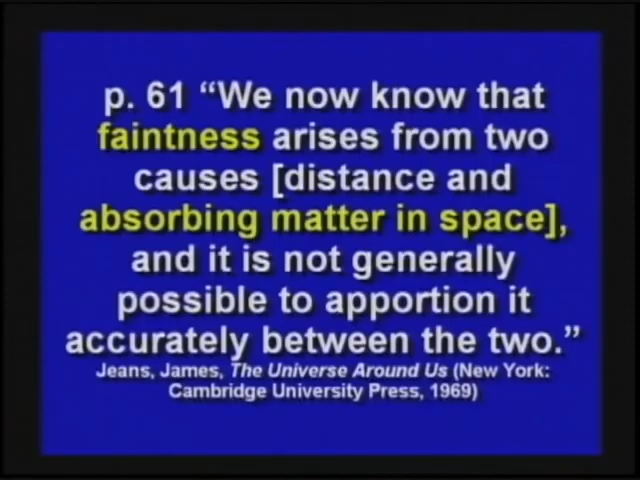 p. 61 “We now know that
faintness arises from two
causes [distance and
absorbing matter in space],
and it is not generally
possible to apportion it
accurately between the two.”
Jeans, James, The Universe Around Us (New York:
Cambridge University Press, 1969)